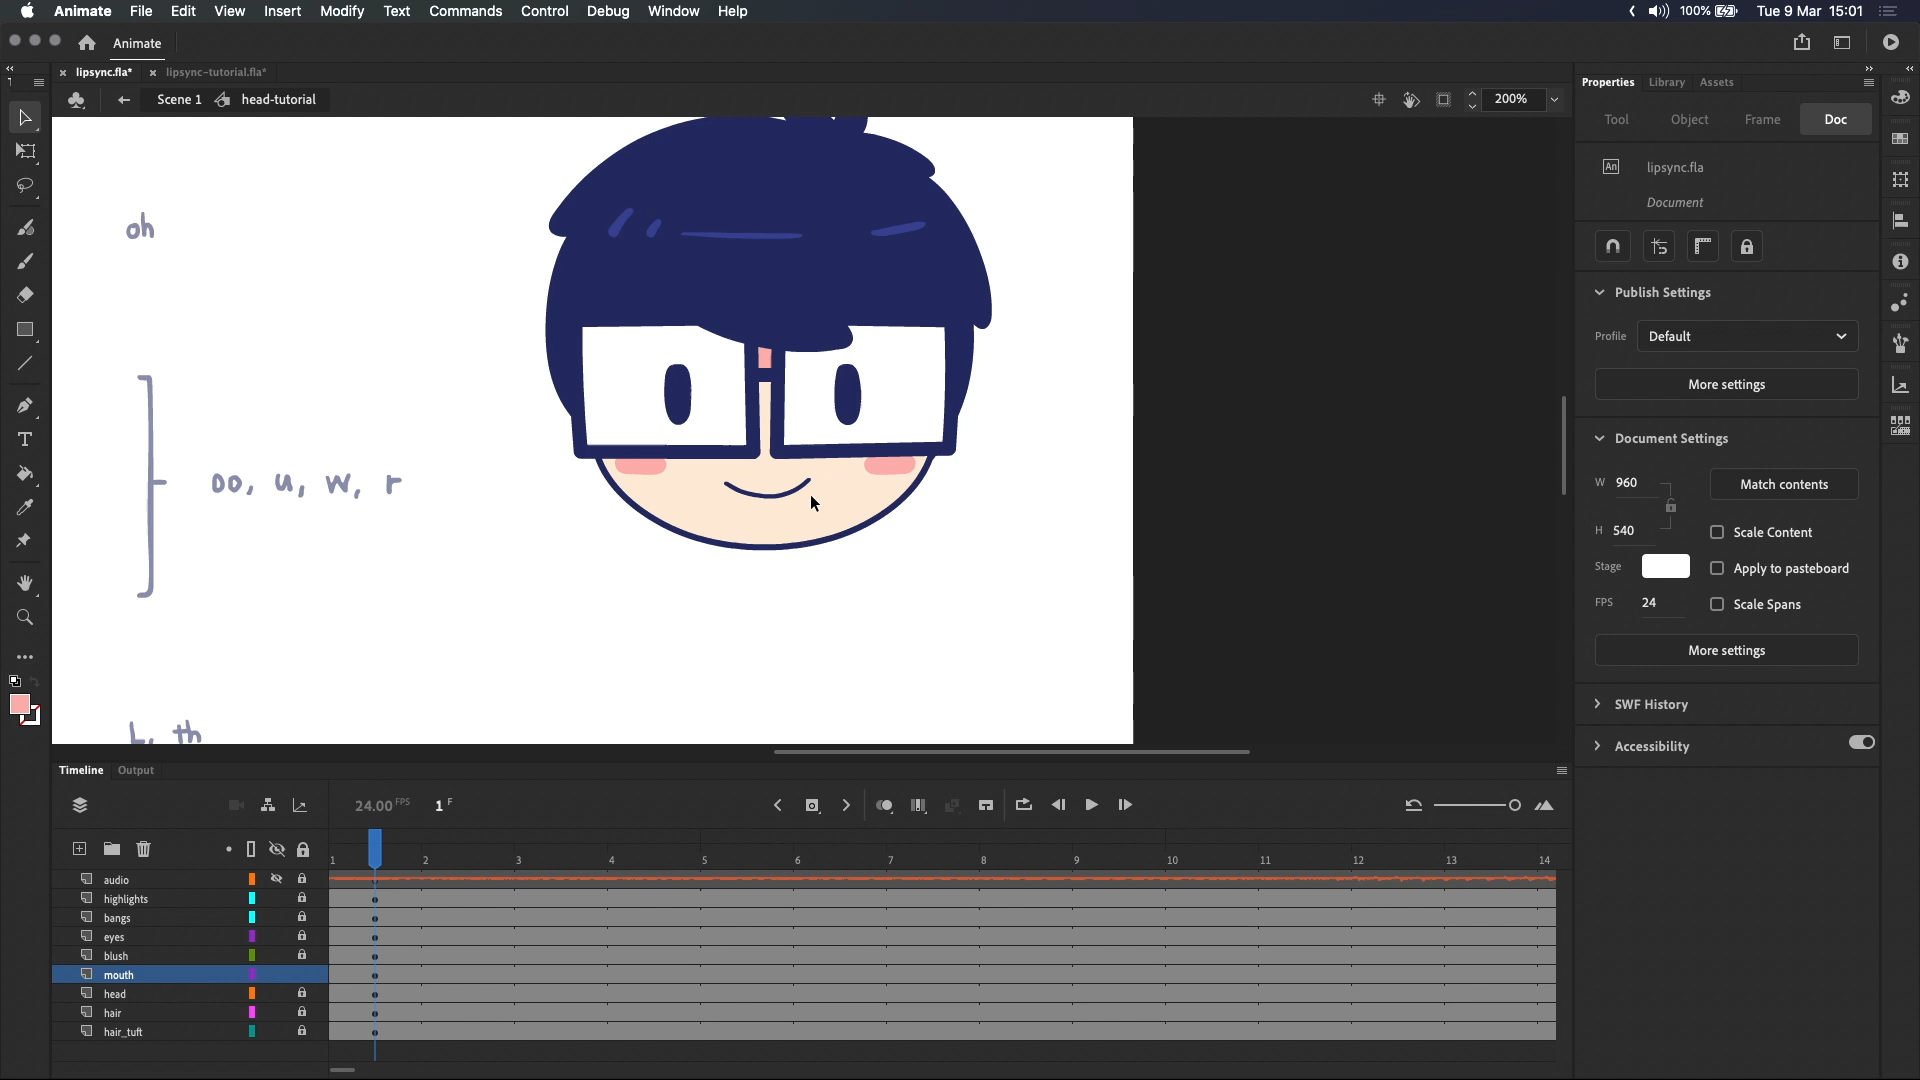 Animate File Edit View Insert Modify Text Commands Control Debug Window Help 100% Tue 9 Mar 15:01
Animate
lipsync.fla* lipsync-tutorial.fla*
Scene 1 head-tutorial 200%
Properties Library Assets
Tool Object Frame Doc
An lipsync.fla
Document
Publish Settings
Profile Default
More settings
Document Settings
W 960 Match contents
H 540 Scale Content
Stage Apply to pasteboard
FPS 24 Scale Spans
More settings
SWF History
Accessibility
oh
oo, u, w, r
L, th
Timeline Output
24.00 FPS 1 F
1 2 3 4 5 6 7 8 9 10 11 12 13 14
audio
highlights
bangs
eyes
blush
mouth
head
hair
hair_tuft